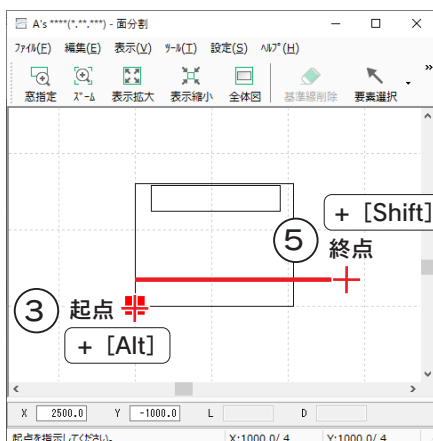 A's ****(*.**.***) - 面分割
ﾌｧｲﾙ(F) 編集(E) 表示(V) ﾂｰﾙ(T) 設定(S) ﾍﾙﾌﾟ(H)
窓指定 ｽﾞｰﾑ 表示拡大 表示縮小 全体図 基準線削除 要素選択
+ [Shift]
⑤ 終点
③ 起点
+ [Alt]
X 2500.0 Y -1000.0 L D
起点を指示してください。 X:1000.0/ 4 Y:1000.0/ 4